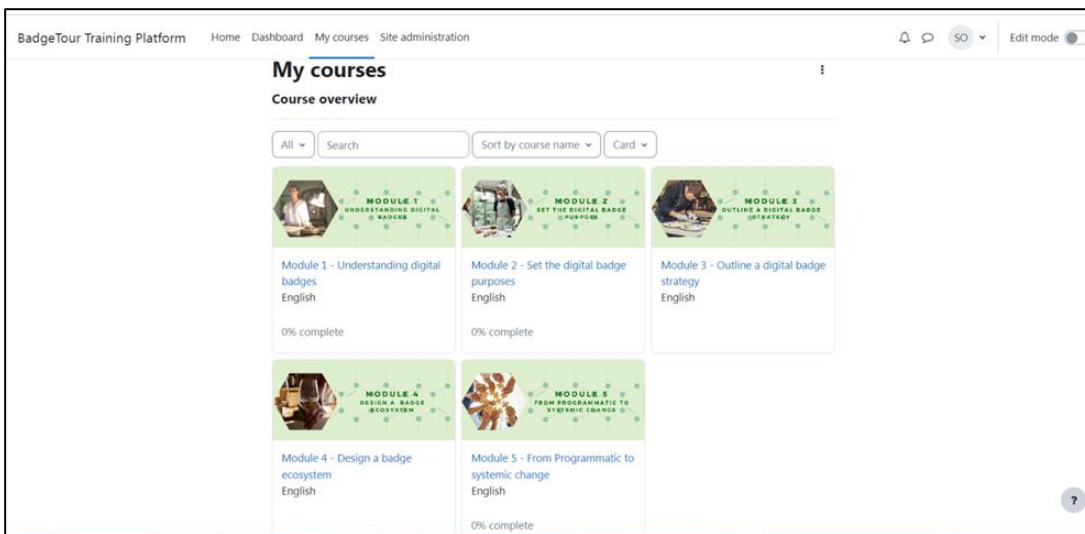 BadgeTour Training Platform Home Dashboard My courses Site administration SO Edit mode
My courses
Course overview
All Search Sort by course name Card
MODULE 1
UNDERSTANDING DIGITAL
BADGES
MODULE 2
SET THE DIGITAL BADGE
PURPOSE
MODULE 3
OUTLINE A DIGITAL BADGE
STRATEGY
Module 1 - Understanding digital
badges
English
0% complete
Module 2 - Set the digital badge
purposes
English
0% complete
Module 3 - Outline a digital badge
strategy
English
MODULE 4
DESIGN A BADGE
ECOSYSTEM
MODULE 5
FROM PROGRAMMATIC TO
SYSTEMIC CHANGE
Module 4 - Design a badge
ecosystem
English
Module 5 - From Programmatic to
systemic change
English
0% complete
?